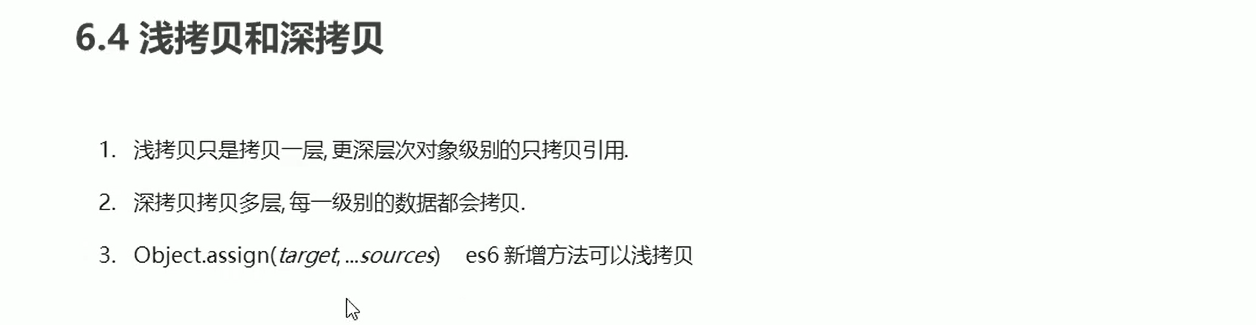 6.4 浅拷贝和深拷贝
1. 浅拷贝只是拷贝一层, 更深层次对象级别的只拷贝引用.
2. 深拷贝拷贝多层, 每一级别的数据都会拷贝.
3. Object.assign(target, ...sources) es6 新增方法可以浅拷贝